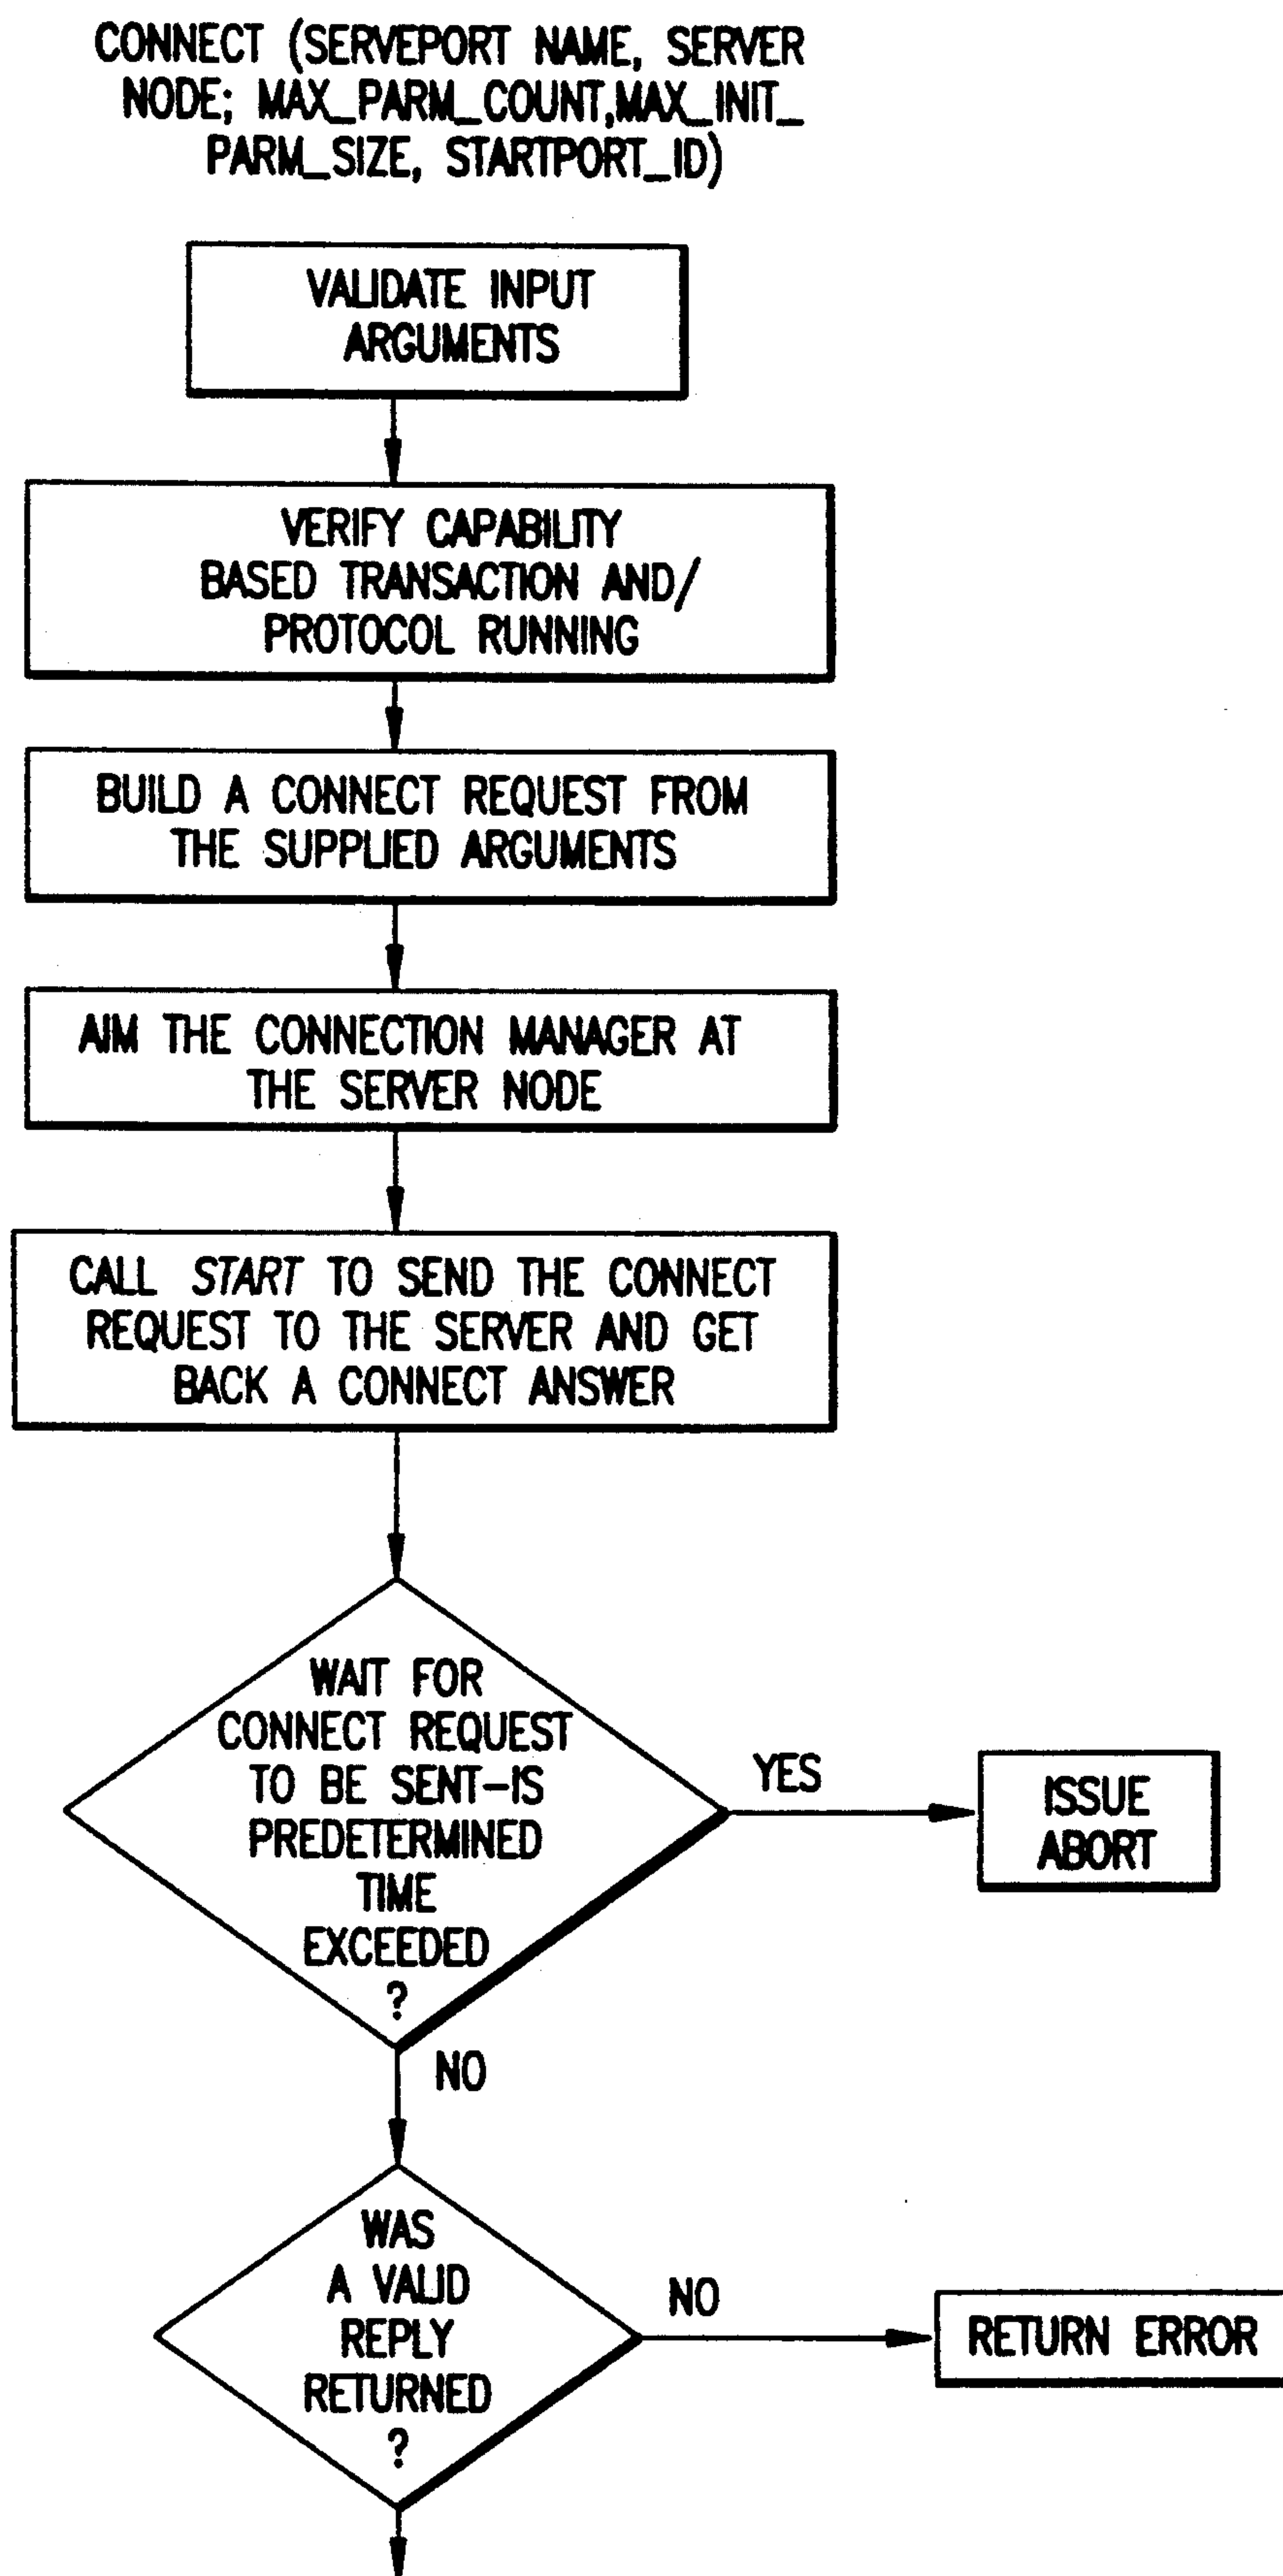 CONNECT (SERVEPORT NAME, SERVER
NODE; MAX_PARM_COUNT,MAX_INIT_
PARM_SIZE, STARTPORT_ID)
VALIDATE INPUT
ARGUMENTS
VERIFY CAPABILITY
BASED TRANSACTION AND/
PROTOCOL RUNNING
BUILD A CONNECT REQUEST FROM
THE SUPPLIED ARGUMENTS
AIM THE CONNECTION MANAGER AT
THE SERVER NODE
CALL START TO SEND THE CONNECT
REQUEST TO THE SERVER AND GET
BACK A CONNECT ANSWER
WAIT FOR
CONNECT REQUEST
TO BE SENT-IS
PREDETERMINED
TIME
EXCEEDED
?
YES
ISSUE
ABORT
NO
WAS
A VALID
REPLY
RETURNED
?
NO
RETURN ERROR